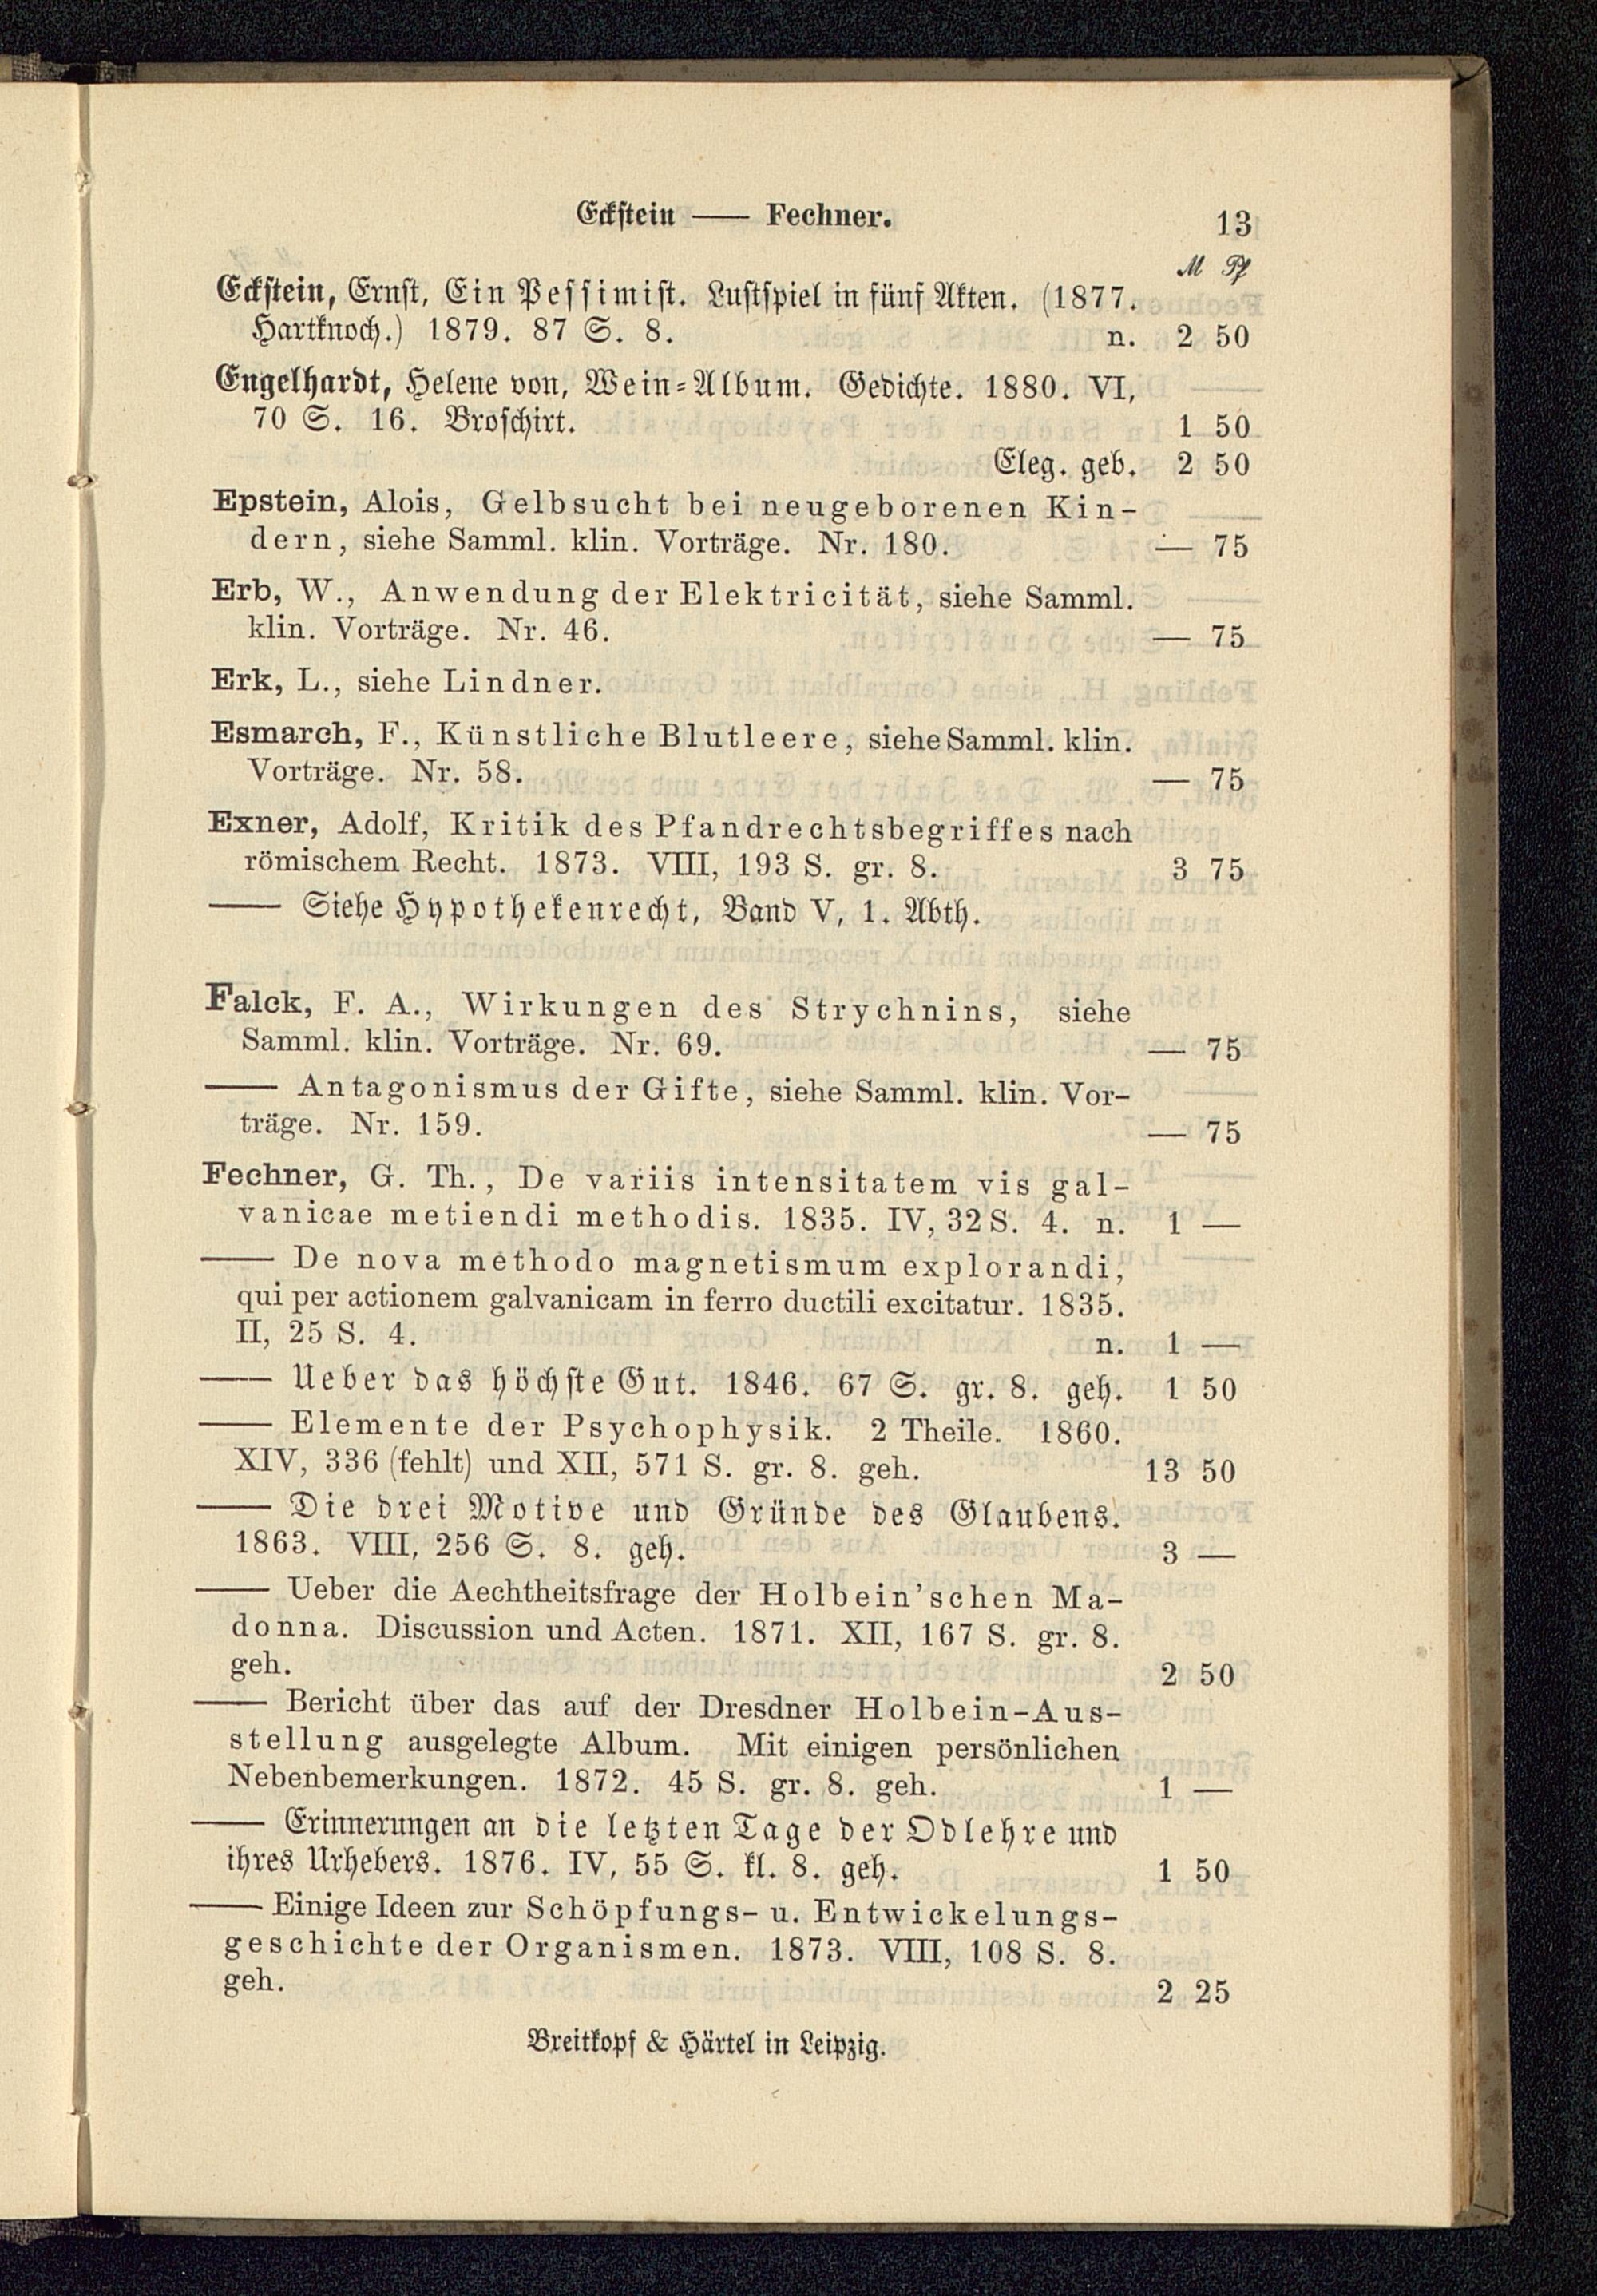 Eckstein — Fechner. 13
M Pf
Eckstein, Ernst, Ein Pessimist. Lustspiel in fünf Akten. (1877.
Hartknoch.) 1879. 87 S. 8. n. 2 50
Engelhardt, Helene von, Wein-Album. Gedichte. 1880. VI,
70 S. 16. Broschirt. 1 50
Eleg. geb. 2 50
Epstein, Alois, Gelbsucht bei neugeborenen Kin-
dern, siehe Samml. klin. Vorträge. Nr. 180. — 75
Erb, W., Anwendung der Elektricität, siehe Samml.
klin. Vorträge. Nr. 46. — 75
Erk, L., siehe Lindner.
Esmarch, F., Künstliche Blutleere, siehe Samml. klin.
Vorträge. Nr. 58. — 75
Exner, Adolf, Kritik des Pfandrechtsbegriffes nach
römischem Recht. 1873. VIII, 193 S. gr. 8. 3 75
— Siehe Hypothekenrecht, Band V, 1. Abth.
Falck, F. A., Wirkungen des Strychnins, siehe
Samml. klin. Vorträge. Nr. 69. — 75
— Antagonismus der Gifte, siehe Samml. klin. Vor-
träge. Nr. 159. — 75
Fechner, G. Th., De variis intensitatem vis gal-
vanicae metiendi methodis. 1835. IV, 32 S. 4. n. 1 —
— De nova methodo magnetismum explorandi,
qui per actionem galvanicam in ferro ductili excitatur. 1835.
II, 25 S. 4. n. 1 —
— Ueber das höchste Gut. 1846. 67 S. gr. 8. geh. 1 50
— Elemente der Psychophysik. 2 Theile. 1860.
XIV, 336 (fehlt) und XII, 571 S. gr. 8. geh. 13 50
— Die drei Motive und Gründe des Glaubens.
1863. VIII, 256 S. 8. geh. 3 —
— Ueber die Aechtheitsfrage der Holbein'schen Ma-
donna. Discussion und Acten. 1871. XII, 167 S. gr. 8.
geh. 2 50
— Bericht über das auf der Dresdner Holbein-Aus-
stellung ausgelegte Album. Mit einigen persönlichen
Nebenbemerkungen. 1872. 45 S. gr. 8. geh. 1 —
— Erinnerungen an die letzten Tage der Odlehre und
ihres Urhebers. 1876. IV, 55 S. kl. 8. geh. 1 50
— Einige Ideen zur Schöpfungs- u. Entwickelungs-
geschichte der Organismen. 1873. VIII, 108 S. 8.
geh. 2 25
Breitkopf & Härtel in Leipzig.